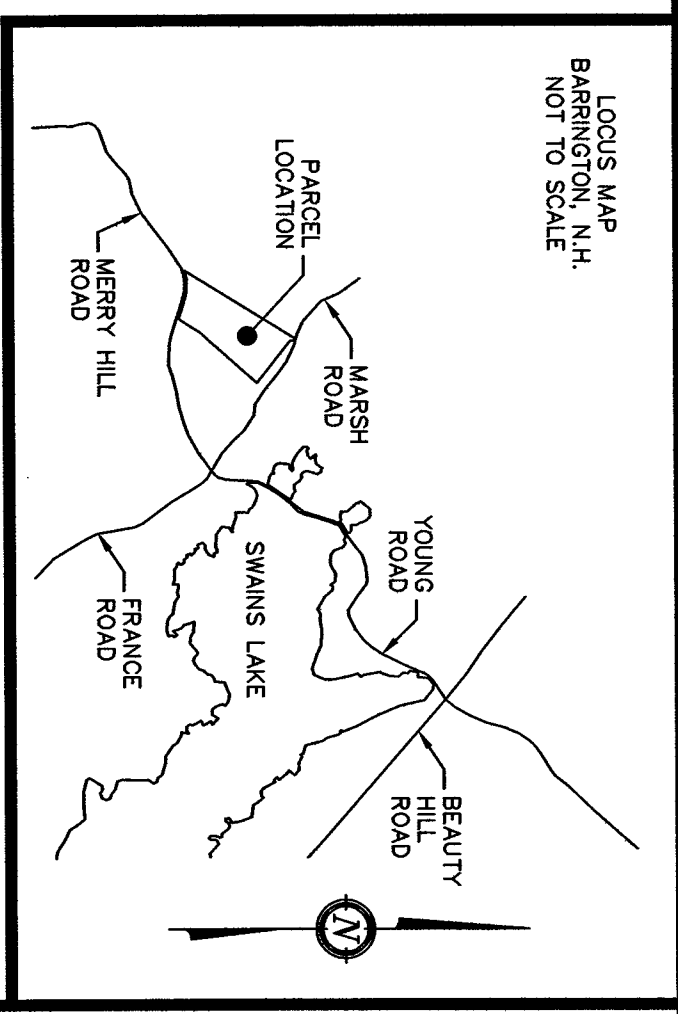 LOCUS MAP
BARRINGTON, N.H.
NOT TO SCALE
PARCEL
LOCATION
MARSH
ROAD
MERRY HILL
ROAD
YOUNG
ROAD
SWAINS LAKE
FRANCE
ROAD
BEAUTY
HILL
ROAD
N